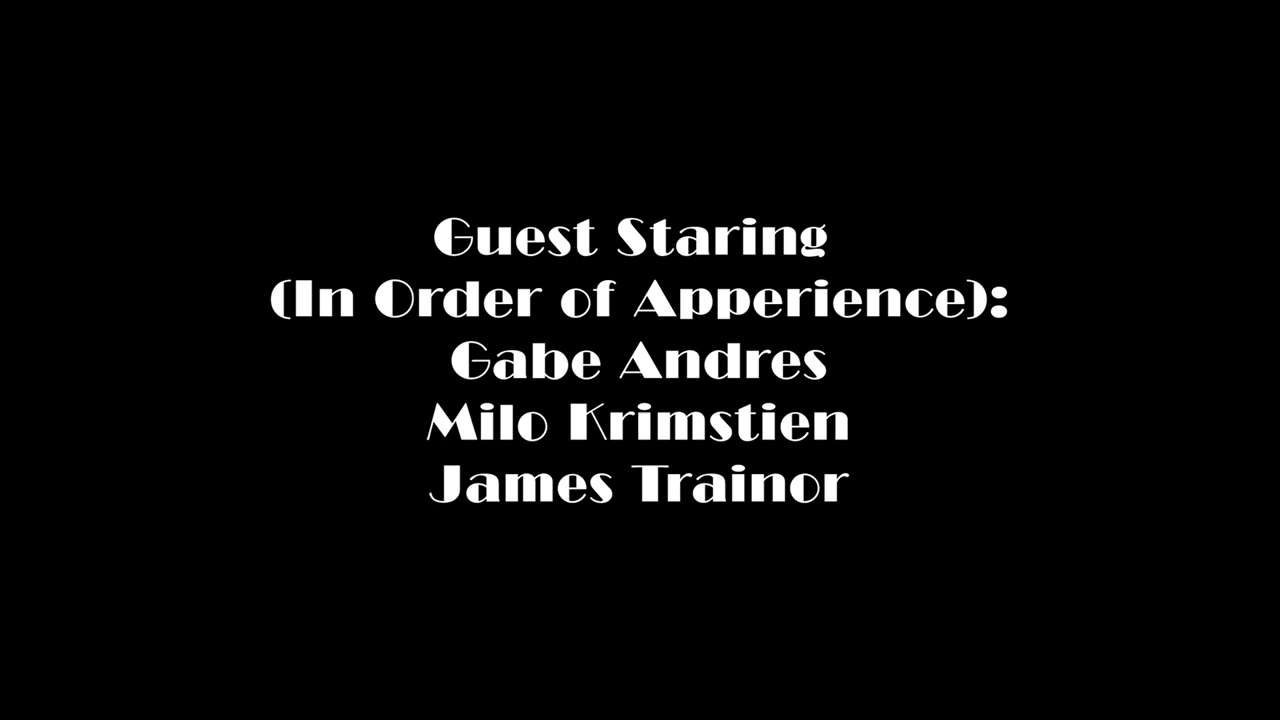 Guest Staring
(In Order of Apperience):
Gabe Andres
Milo Krimstien
James Trainor